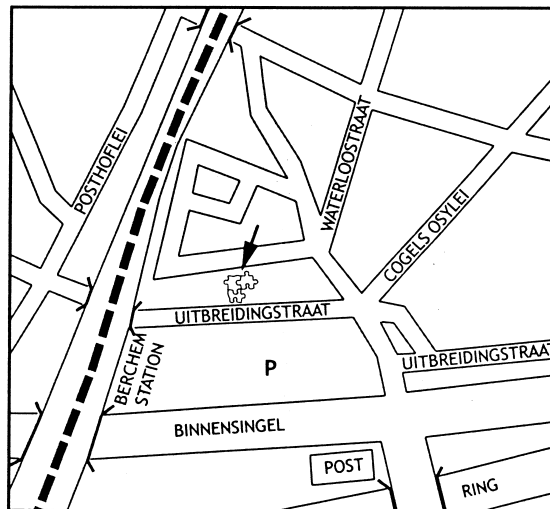 POSTHOFLEI
WATERLOOSTRAAT
COGELS OSYLEI
UITBREIDINGSTRAAT
BERCHEM
STATION
P
UITBREIDINGSTRAAT
BINNENSINGEL
POST
RING